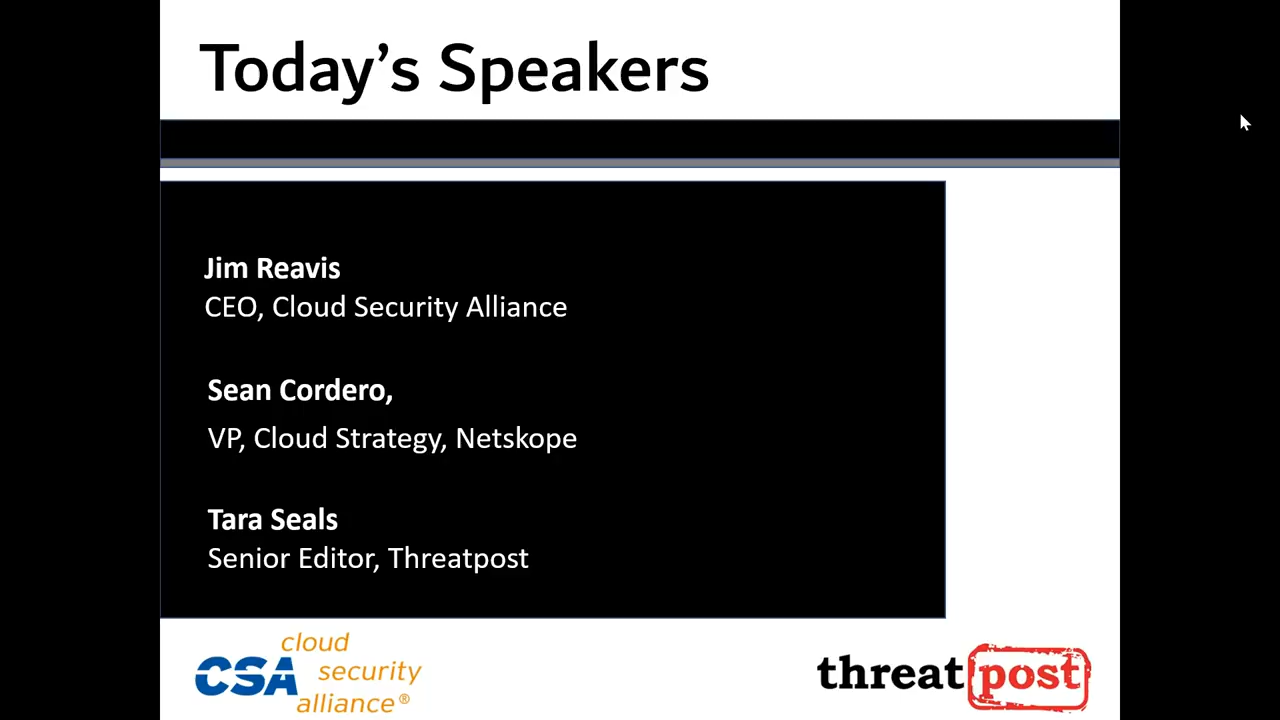 Today's Speakers
Jim Reavis
CEO, Cloud Security Alliance
Sean Cordero,
VP, Cloud Strategy, Netskope
Tara Seals
Senior Editor, Threatpost
CSA cloud
security
alliance®
threatpost